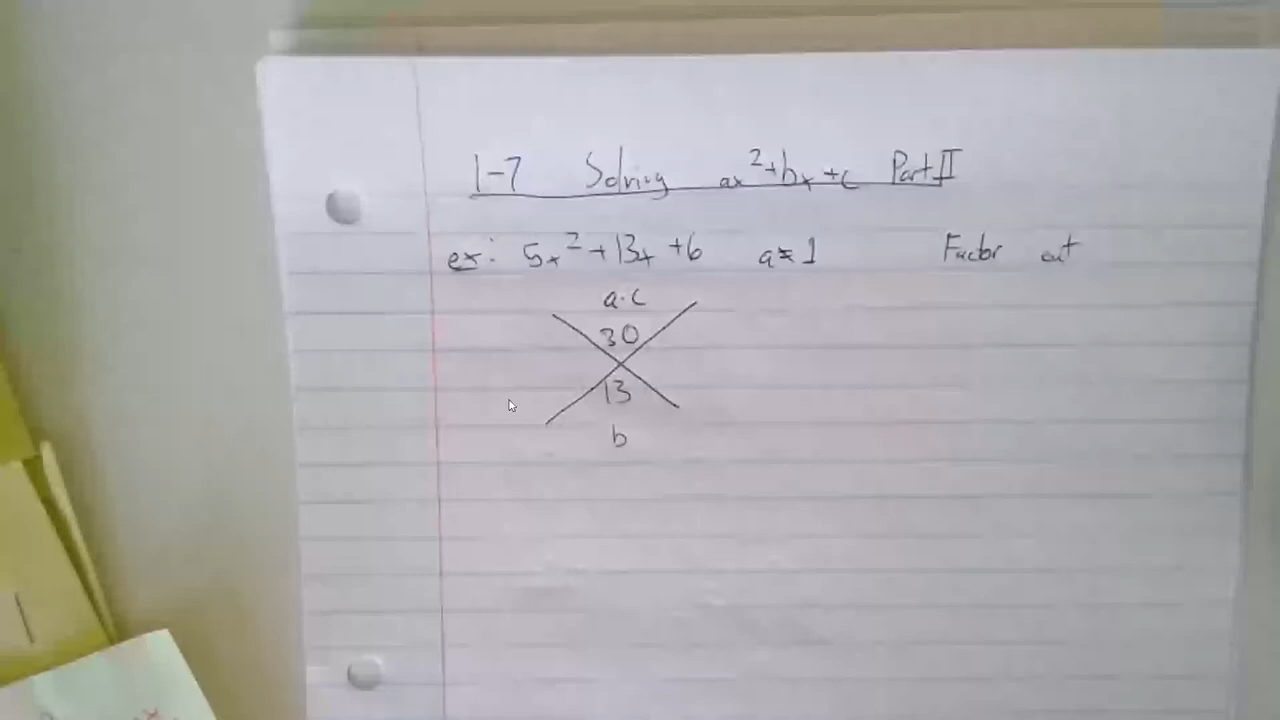 1-7 Solving ax²+bx+c Part II
ex: 5x²+13x+6 a≠1 Factor out
a·c
30
13
b